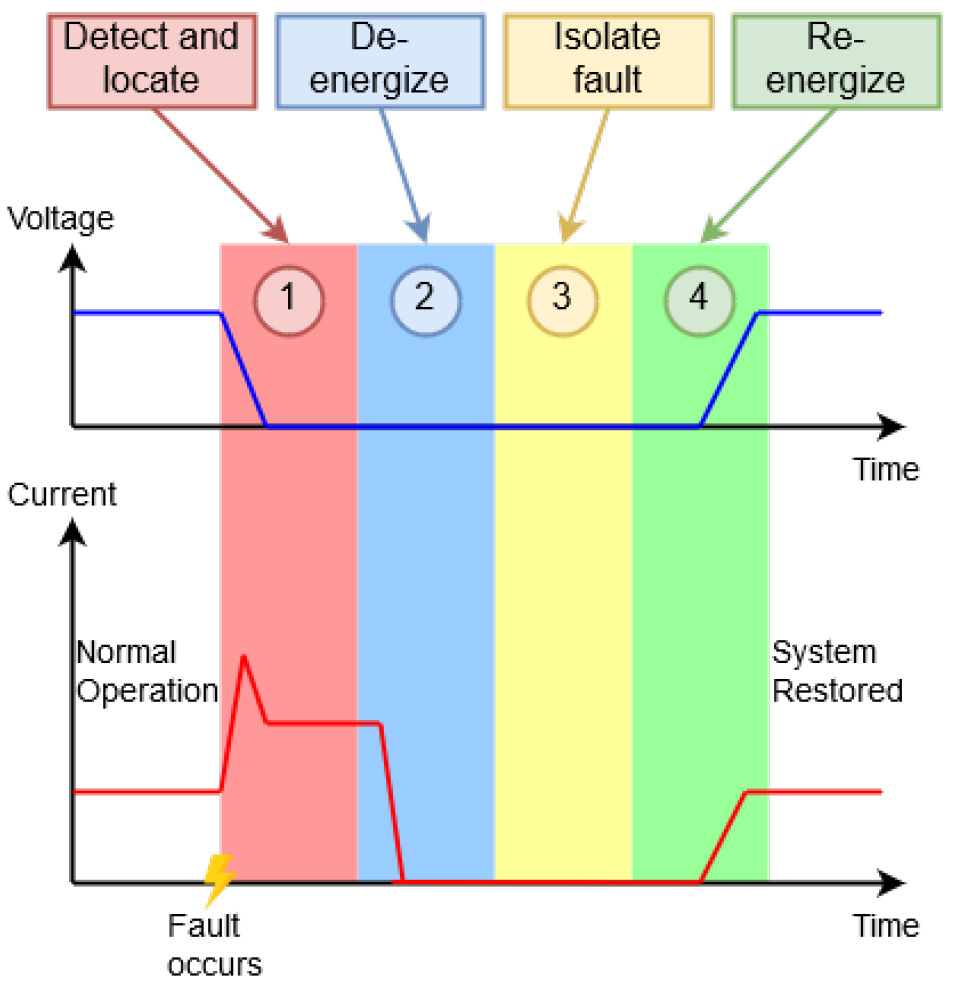 Detect and
locate
De-
energize
Isolate
fault
Re-
energize
Voltage
1
2
3
4
Time
Current
Normal
Operation
System
Restored
Fault
occurs
Time